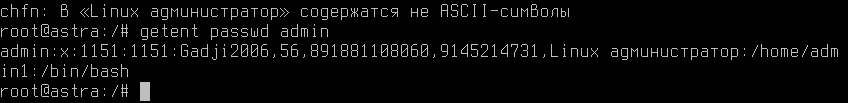 chfn: В «Linux администратор» содержатся не ASCII-символы
root@astra:/# getent passwd admin
admin:x:1151:1151:Gadji2006,56,891881108060,9145214731,Linux администратор:/home/adm
in1:/bin/bash
root@astra:/#